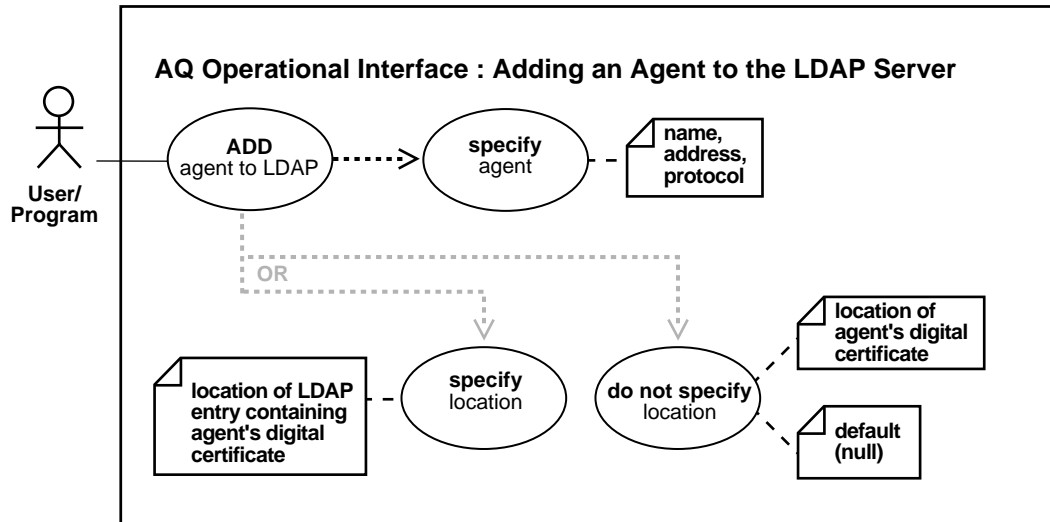 AQ Operational Interface : Adding an Agent to the LDAP Server
User/
Program
ADD
agent to LDAP
specify
agent
name,
address,
protocol
OR
location of LDAP
entry containing
agent's digital
certificate
specify
location
do not specify
location
location of
agent's digital
certificate
default
(null)